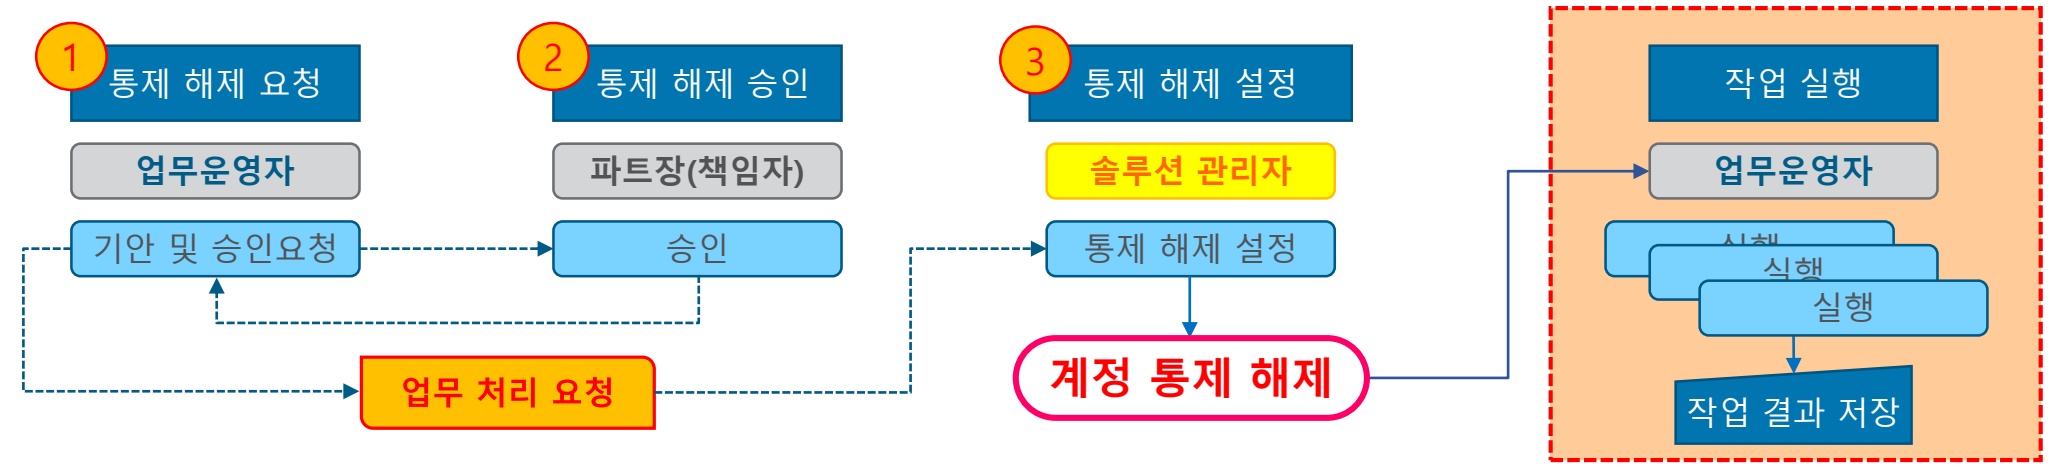 1
통제 해제 요청
업무운영자
기안 및 승인요청
2
통제 해제 승인
파트장(책임자)
승인
업무 처리 요청
3
통제 해제 설정
솔루션 관리자
통제 해제 설정
계정 통제 해제
작업 실행
업무운영자
실행
실행
실행
작업 결과 저장